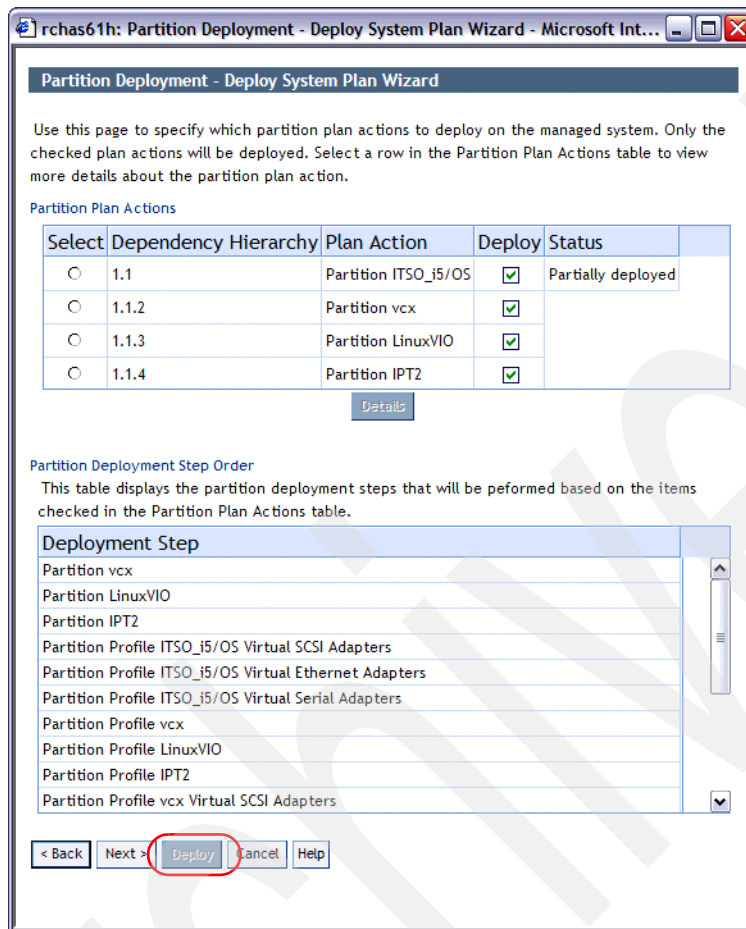 rchas61h: Partition Deployment - Deploy System Plan Wizard - Microsoft Int...
Partition Deployment - Deploy System Plan Wizard
Use this page to specify which partition plan actions to deploy on the managed system. Only the
checked plan actions will be deployed. Select a row in the Partition Plan Actions table to view
more details about the partition plan action.
Partition Plan Actions
Select Dependency Hierarchy Plan Action Deploy Status
1.1 Partition ITSO_i5/OS Partially deployed
1.1.2 Partition vcx
1.1.3 Partition LinuxVIO
1.1.4 Partition IPT2
Details
Partition Deployment Step Order
This table displays the partition deployment steps that will be peformed based on the items
checked in the Partition Plan Actions table.
Deployment Step
Partition vcx
Partition LinuxVIO
Partition IPT2
Partition Profile ITSO_i5/OS Virtual SCSI Adapters
Partition Profile ITSO_i5/OS Virtual Ethernet Adapters
Partition Profile ITSO_i5/OS Virtual Serial Adapters
Partition Profile vcx
Partition Profile LinuxVIO
Partition Profile IPT2
Partition Profile vcx Virtual SCSI Adapters
< Back Next > Deploy Cancel Help